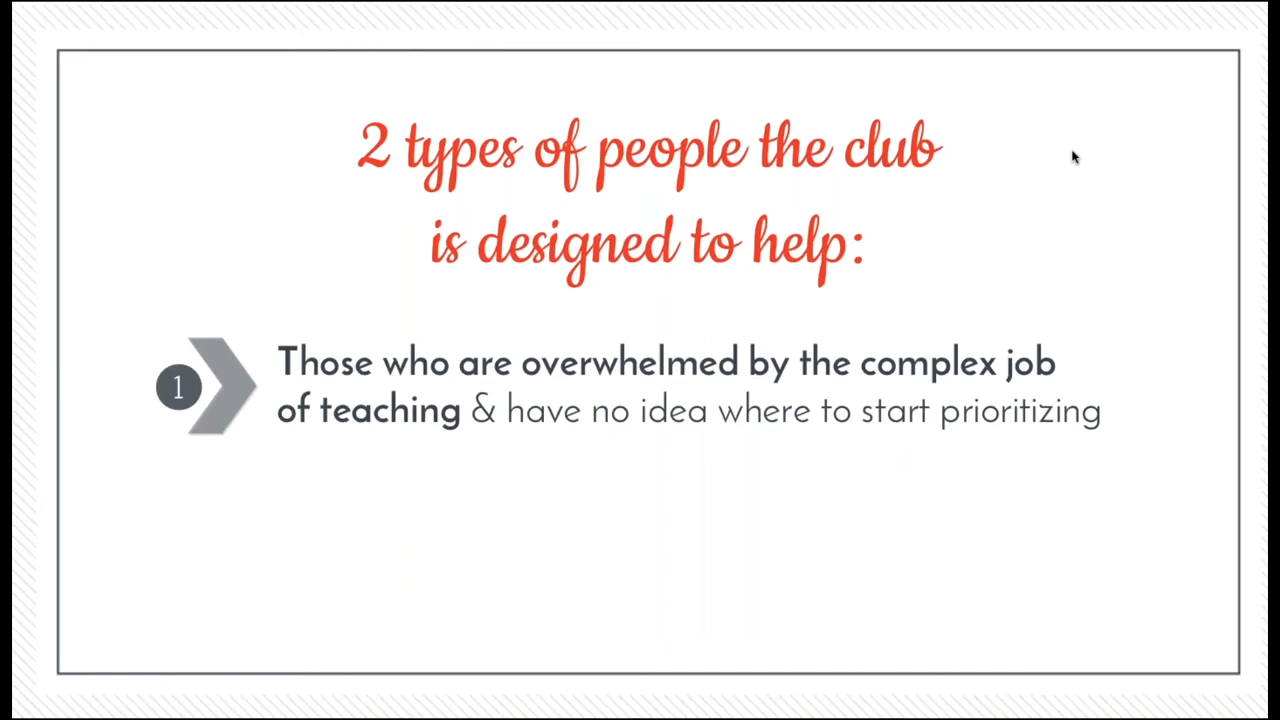 2 types of people the club
is designed to help:
1
Those who are overwhelmed by the complex job
of teaching & have no idea where to start prioritizing